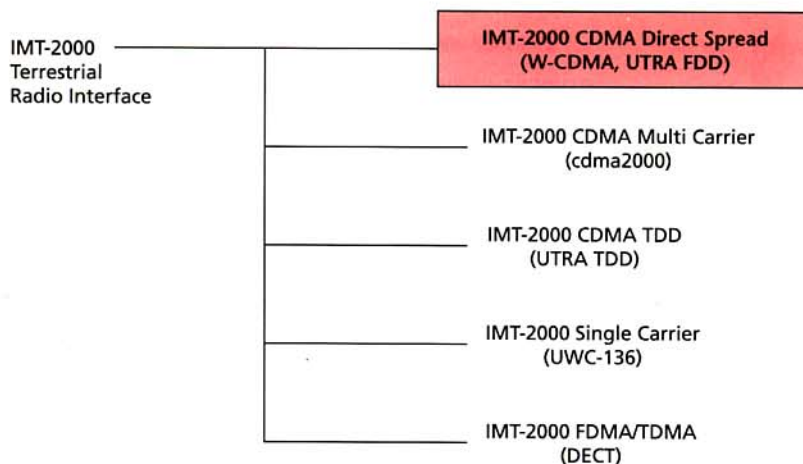 IMT-2000
Terrestrial
Radio Interface
IMT-2000 CDMA Direct Spread
(W-CDMA, UTRA FDD)
IMT-2000 CDMA Multi Carrier
(cdma2000)
IMT-2000 CDMA TDD
(UTRA TDD)
IMT-2000 Single Carrier
(UWC-136)
IMT-2000 FDMA/TDMA
(DECT)